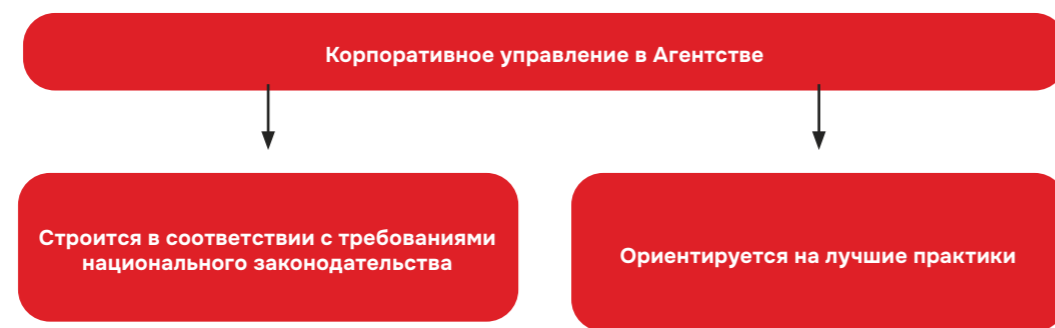 Корпоративное управление в Агентстве
Строится в соответствии с требованиями
национального законодательства
Ориентируется на лучшие практики